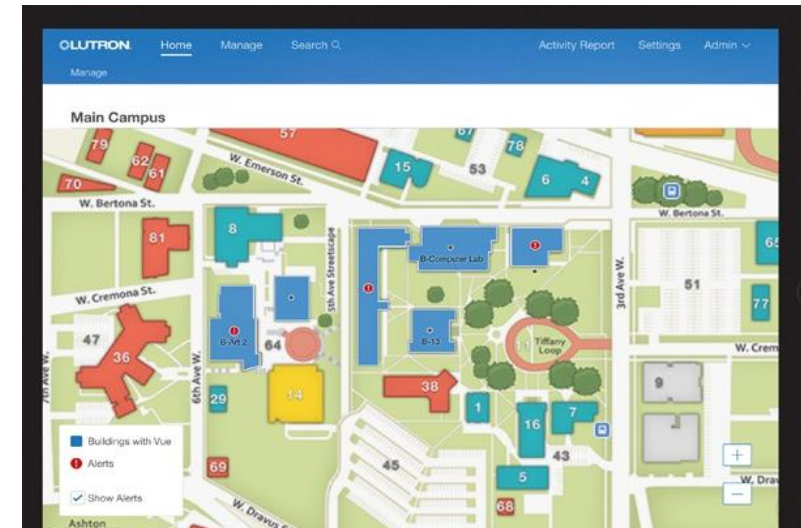 LUTRON Home Manage Search Activity Report Settings Admin
Manage
Main Campus
57
67
78
79
62
61
W. Emerson St.
15
53
6
4
70
W. Bertona St.
W. Bertona St.
81
8
5th Ave Streetscape
B-Computer Lab
3rd Ave W.
51
65
77
W. Cremona St.
47
36
B-Art 2
64
B-13
Tiffany
Loop
W. Crem
7th Ave W.
6th Ave W.
29
14
38
1
16
7
9
43
69
45
5
68
W. Dravus
W. Drav
Buildings with Vue
Alerts
Show Alerts
Ashton
+
−